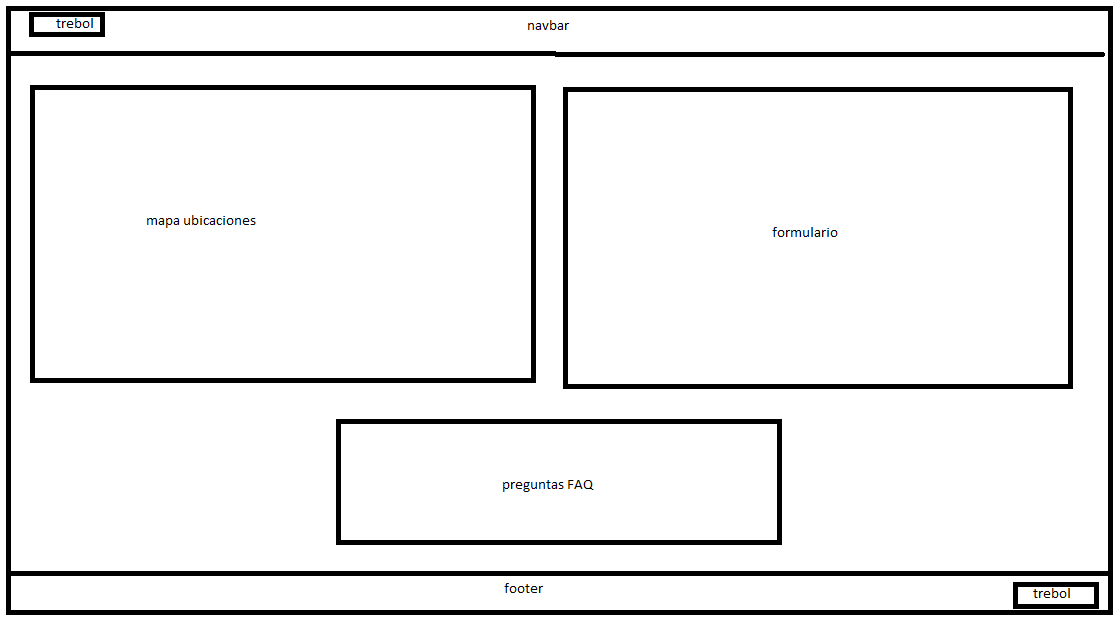 trebol
navbar
mapa ubicaciones
formulario
preguntas FAQ
footer
trebol